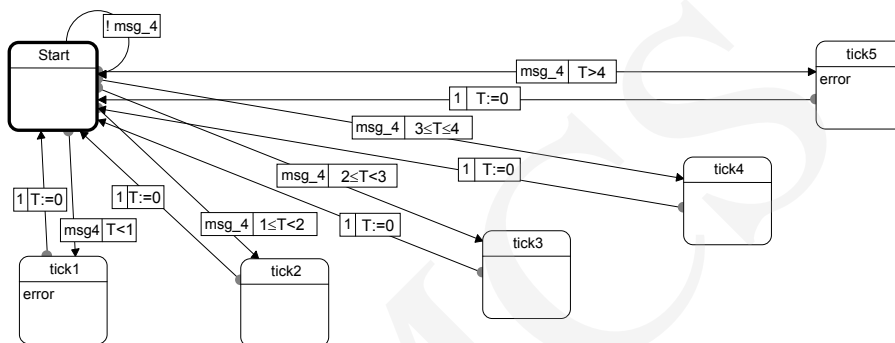 ! msg_4
Start
tick5
error
msg_4 T>4
1 T:=0
msg_4 3≤T≤4
1 T:=0
tick4
msg_4 2≤T<3
1 T:=0
1 T:=0
msg_4 1≤T<2
1 T:=0
msg4 T<1
tick3
tick1
error
tick2
MCS